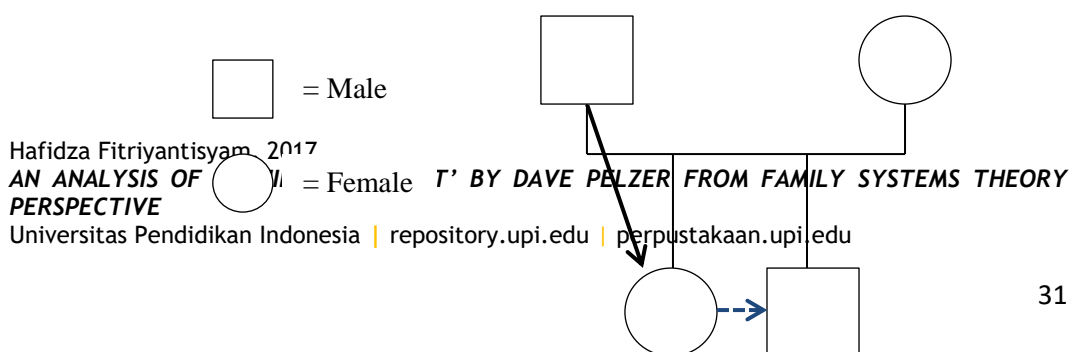 = Male
Hafidza Fitriyantisyam, 2017
AN ANALYSIS OF
= Female
T’ BY DAVE PELZER FROM FAMILY SYSTEMS THEORY
PERSPECTIVE
Universitas Pendidikan Indonesia | repository.upi.edu | perpustakaan.upi.edu
31